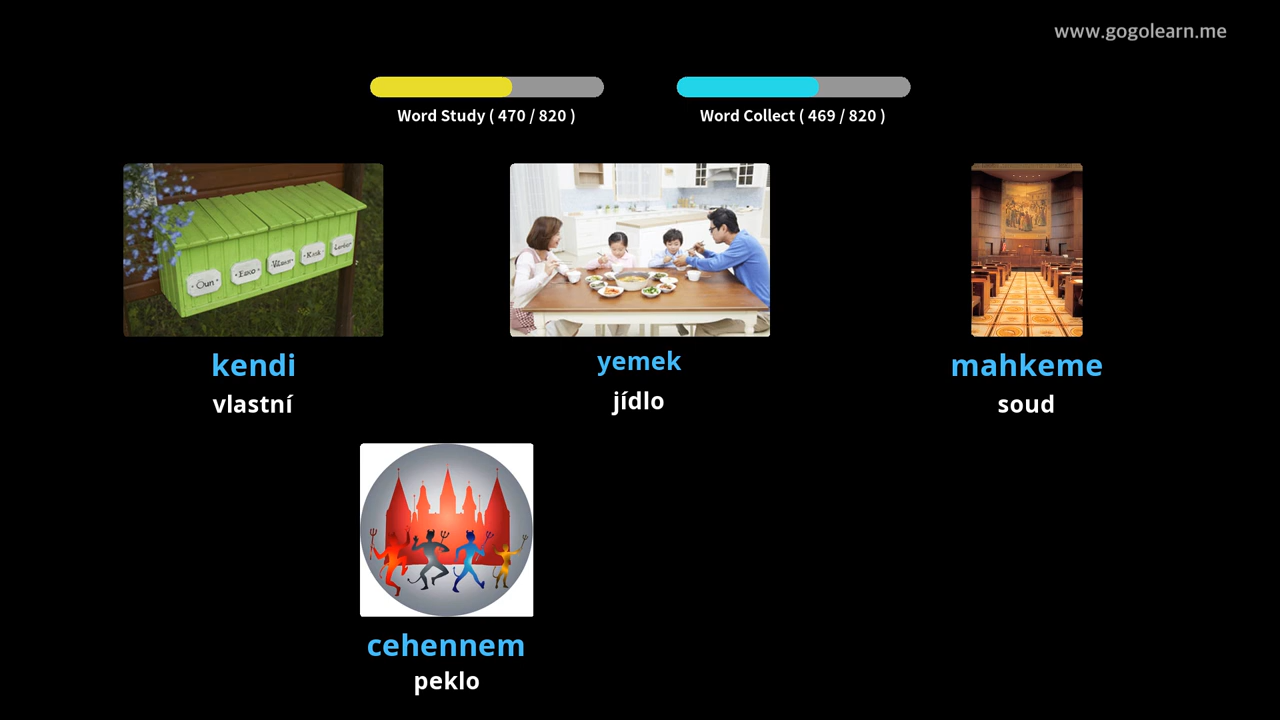 www.gogolearn.me
Word Study ( 470 / 820 )
Word Collect ( 469 / 820 )
Oun
kendi
vlastní
yemek
jídlo
mahkeme
soud
cehennem
peklo